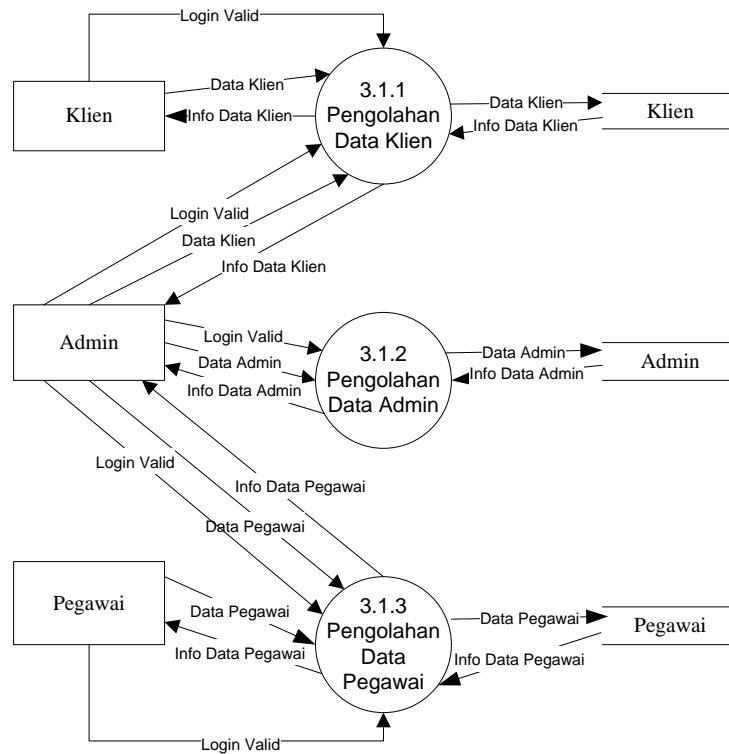 Login Valid
Klien
Data Klien
Info Data Klien
3.1.1
Pengolahan
Data Klien
Data Klien
Info Data Klien
Klien
Login Valid
Data Klien
Info Data Klien
Admin
Login Valid
Data Admin
Info Data Admin
3.1.2
Pengolahan
Data Admin
Data Admin
Info Data Admin
Admin
Login Valid
Info Data Pegawai
Data Pegawai
Pegawai
Data Pegawai
Info Data Pegawai
3.1.3
Pengolahan
Data
Pegawai
Data Pegawai
Info Data Pegawai
Pegawai
Login Valid